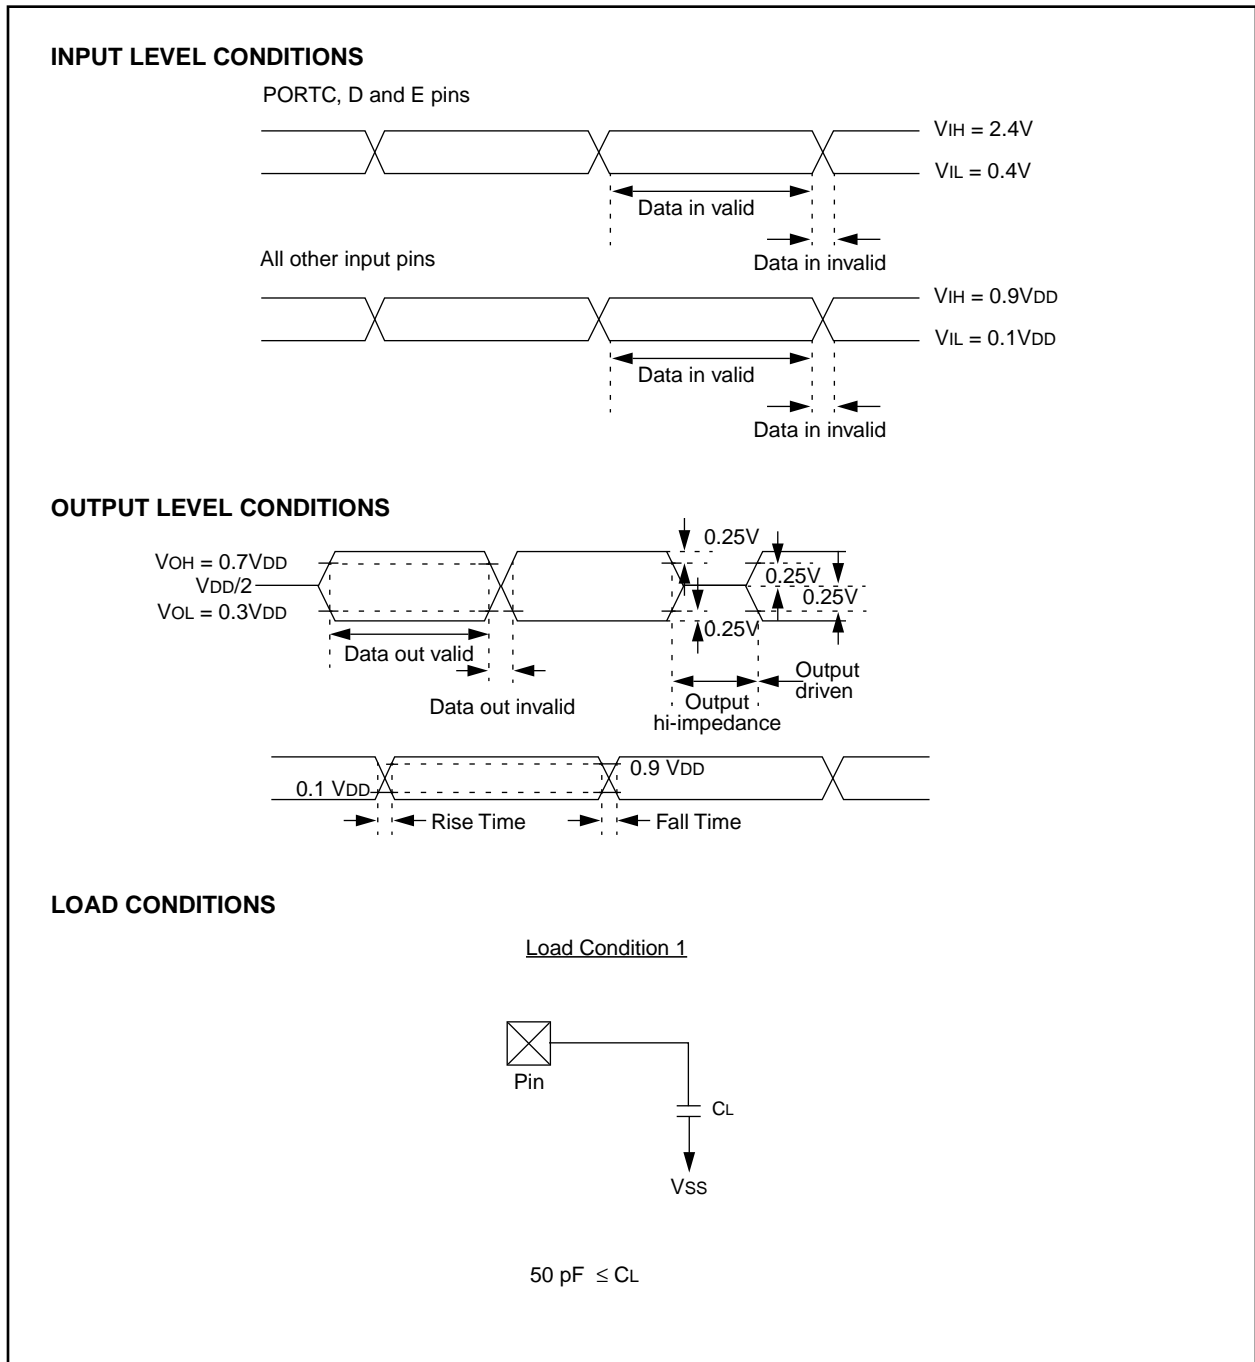 INPUT LEVEL CONDITIONS
PORTC, D and E pins
VIH = 2.4V
VIL = 0.4V
Data in valid
Data in invalid
All other input pins
VIH = 0.9VDD
VIL = 0.1VDD
Data in valid
Data in invalid
OUTPUT LEVEL CONDITIONS
0.25V
VOH = 0.7VDD
VDD/2
0.25V
0.25V
VOL = 0.3VDD
0.25V
Data out valid
Output
driven
Data out invalid
Output
hi-impedance
0.9 VDD
0.1 VDD
Rise Time
Fall Time
LOAD CONDITIONS
Load Condition 1
Pin
CL
VSS
50 pF ≤ CL